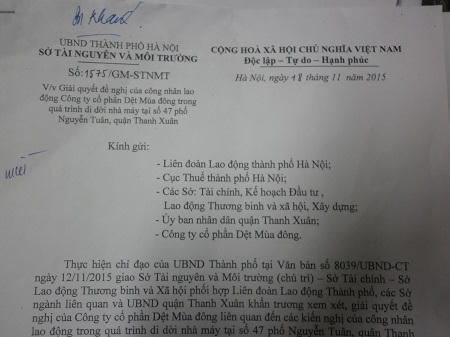 UBND THÀNH PHỐ HÀ NỘI
SỞ TÀI NGUYÊN VÀ MÔI TRƯỜNG
CỘNG HOÀ XÃ HỘI CHỦ NGHĨA VIỆT NAM
Độc lập – Tự do – Hạnh phúc
Số: 1575/GM-STNMT
Hà Nội, ngày 18 tháng 11 năm 2015
V/v Giải quyết đề nghị của công nhân lao
động Công ty cổ phần Dệt Mùa đông trong
quá trình di dời nhà máy tại số 47 phố
Nguyễn Tuân, quận Thanh Xuân
Kính gửi:
- Liên đoàn Lao động thành phố Hà Nội;
- Cục Thuế thành phố Hà Nội;
- Các Sở: Tài chính, Kế hoạch Đầu tư,
Lao động Thương binh và xã hội, Xây dựng;
- Ủy ban nhân dân quận Thanh Xuân;
- Công ty cổ phần Dệt Mùa đông.
Thực hiện chỉ đạo của UBND Thành phố tại Văn bản số 8039/UBND-CT
ngày 12/11/2015 giao Sở Tài nguyên và Môi trường (chủ trì) – Sở Tài chính – Sở
Lao động Thương binh và Xã hội phối hợp Liên đoàn Lao động Thành phố, các Sở
ngành liên quan và UBND quận Thanh Xuân khẩn trương xem xét, giải quyết đề
nghị của Công ty cổ phần Dệt Mùa đông liên quan đến các kiến nghị của công nhân
lao động trong quá trình di dời nhà máy tại số 47 phố Nguyễn Tuân, quận Thanh